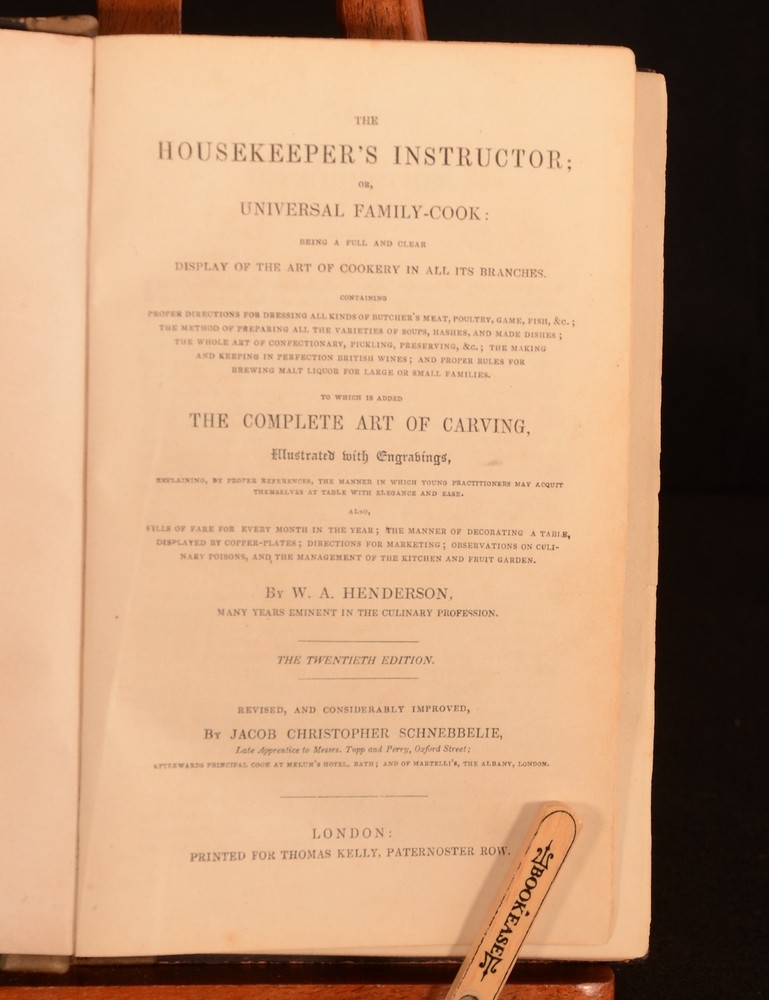 THE
HOUSEKEEPER'S INSTRUCTOR;
OR,
UNIVERSAL FAMILY-COOK:
BEING A FULL AND CLEAR
DISPLAY OF THE ART OF COOKERY IN ALL ITS BRANCHES.
CONTAINING
PROPER DIRECTIONS FOR DRESSING ALL KINDS OF BUTCHER'S MEAT, POULTRY, GAME, FISH, &c.;
THE METHOD OF PREPARING ALL THE VARIETIES OF SOUPS, HASHES, AND MADE DISHES;
THE WHOLE ART OF CONFECTIONARY, PICKLING, PRESERVING, &c.; THE MAKING
AND KEEPING IN PERFECTION BRITISH WINES; AND PROPER RULES FOR
BREWING MALT LIQUOR FOR LARGE OR SMALL FAMILIES.
TO WHICH IS ADDED
THE COMPLETE ART OF CARVING,
Illustrated with Engravings,
EXPLAINING, BY PROPER REFERENCES, THE MANNER IN WHICH YOUNG PRACTITIONERS MAY ACQUIT
THEMSELVES AT TABLE WITH ELEGANCE AND EASE.
ALSO,
BILLS OF FARE FOR EVERY MONTH IN THE YEAR; THE MANNER OF DECORATING A TABLE,
DISPLAYED BY COPPER-PLATES; DIRECTIONS FOR MARKETING; OBSERVATIONS ON CULI-
NARY POISONS, AND THE MANAGEMENT OF THE KITCHEN AND FRUIT GARDEN.
BY W. A. HENDERSON,
MANY YEARS EMINENT IN THE CULINARY PROFESSION.
THE TWENTIETH EDITION.
REVISED, AND CONSIDERABLY IMPROVED,
BY JACOB CHRISTOPHER SCHNEBBELIE,
Late Apprentice to Messrs. Tupp and Perry, Oxford Street;
AFTERWARDS PRINCIPAL COOK AT MELUN'S HOTEL, BATH; AND OF MARTELLI'S, THE ALBANY, LONDON.
LONDON:
PRINTED FOR THOMAS KELLY, PATERNOSTER ROW.
BOOKEASE